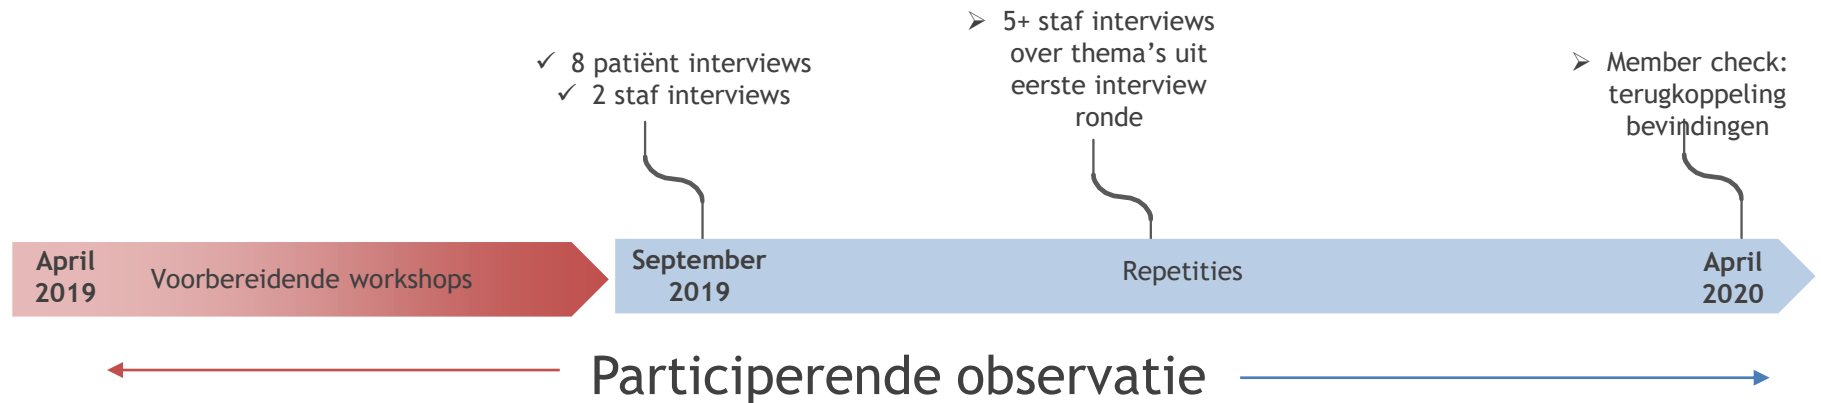 ✓ 8 patiënt interviews
✓ 2 staf interviews
➢ 5+ staf interviews
over thema’s uit
eerste interview
ronde
➢ Member check:
terugkoppeling
bevindingen
April
2019
Voorbereidende workshops
September
2019
Repetities
April
2020
Participerende observatie